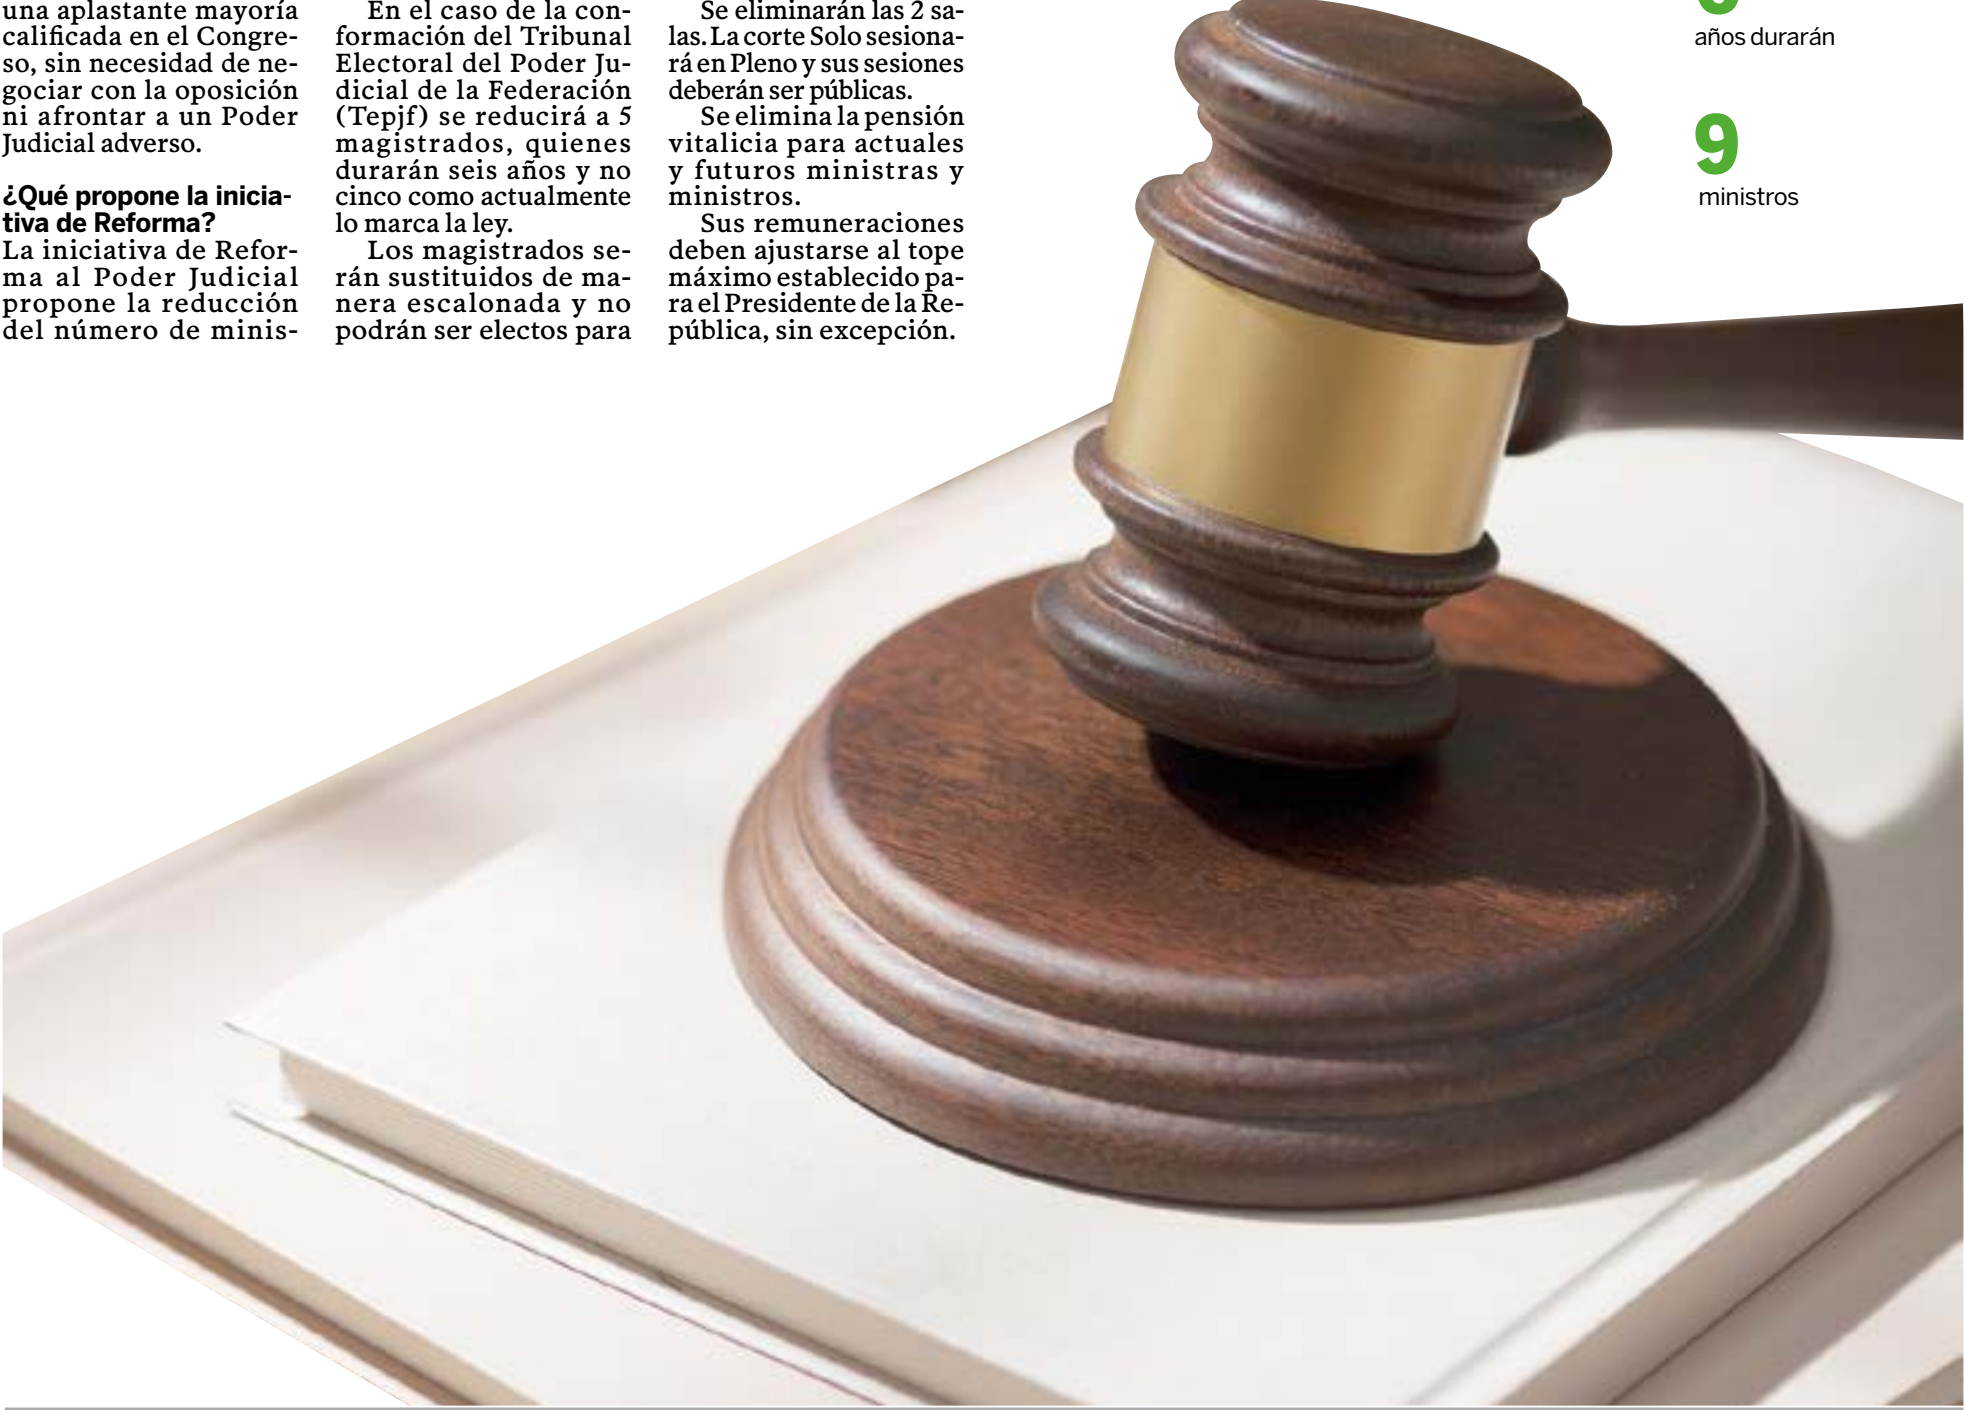 una aplastante mayoría
calificada en el Congre-
so, sin necesidad de ne-
gociar con la oposición
ni afrontar a un Poder
Judicial adverso.
¿Qué propone la inicia-
tiva de Reforma?
La iniciativa de Refor-
ma al Poder Judicial
propone la reducción
del número de minis-
En el caso de la con-
formación del Tribunal
Electoral del Poder Ju-
dicial de la Federación
(Tepjf) se reducirá a 5
magistrados, quienes
durarán seis años y no
cinco como actualmente
lo marca la ley.
Los magistrados se-
rán sustituidos de ma-
nera escalonada y no
podrán ser electos para
Se eliminarán las 2 sa-
las. La corte Solo sesiona-
rá en Pleno y sus sesiones
deberán ser públicas.
Se elimina la pensión
vitalicia para actuales
y futuros ministras y
ministros.
Sus remuneraciones
deben ajustarse al tope
máximo establecido pa-
ra el Presidente de la Re-
pública, sin excepción.
años durarán
9
ministros